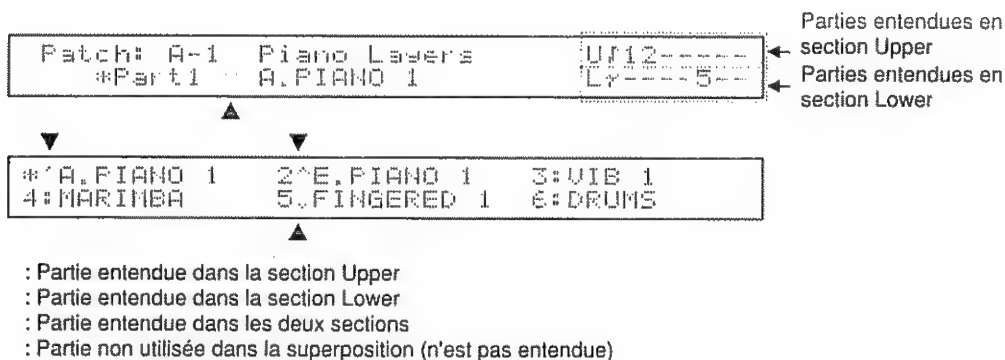 Parties entendues en
section Upper
Patch: A-1 Piano Layers U♪12-----
*Part1 A.PIANO 1 Lγ----5--
Parties entendues en
section Lower
*´A.PIANO 1 2^E.PIANO 1 3:VIB 1
4:MARIMBA 5⌄FINGERED 1 6:DRUMS
: Partie entendue dans la section Upper
: Partie entendue dans la section Lower
: Partie entendue dans les deux sections
: Partie non utilisée dans la superposition (n'est pas entendue)